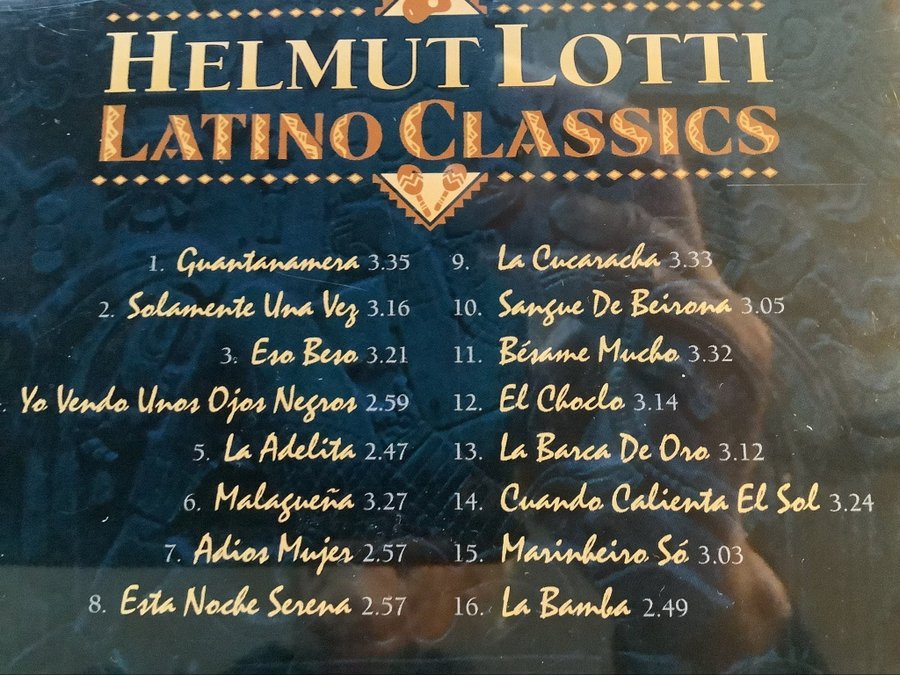 HELMUT LOTTI
LATINO CLASSICS
1. Guantanamera 3.35
2. Solamente Una Vez 3.16
3. Eso Beso 3.21
. Yo Vendo Unos Ojos Negros 2.59
5. La Adelita 2.47
6. Malagueña 3.27
7. Adios Mujer 2.57
8. Esta Noche Serena 2.57
9. La Cucaracha 3.33
10. Sangue De Beirona 3.05
11. Bésame Mucho 3.32
12. El Choclo 3.14
13. La Barca De Oro 3.12
14. Cuando Calienta El Sol 3.24
15. Marinheiro Só 3.03
16. La Bamba 2.49